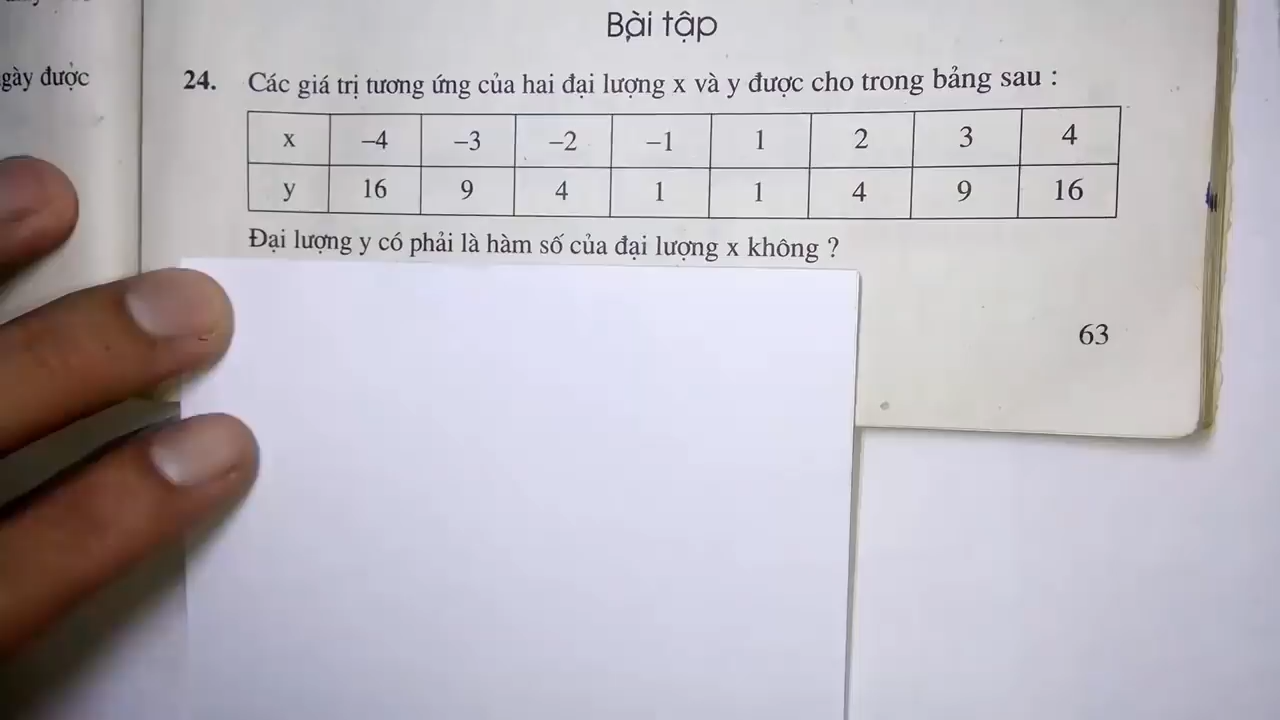 Bài tập
gày được
24. Các giá trị tương ứng của hai đại lượng x và y được cho trong bảng sau :
x –4 –3 –2 –1 1 2 3 4
y 16 9 4 1 1 4 9 16
Đại lượng y có phải là hàm số của đại lượng x không ?
63